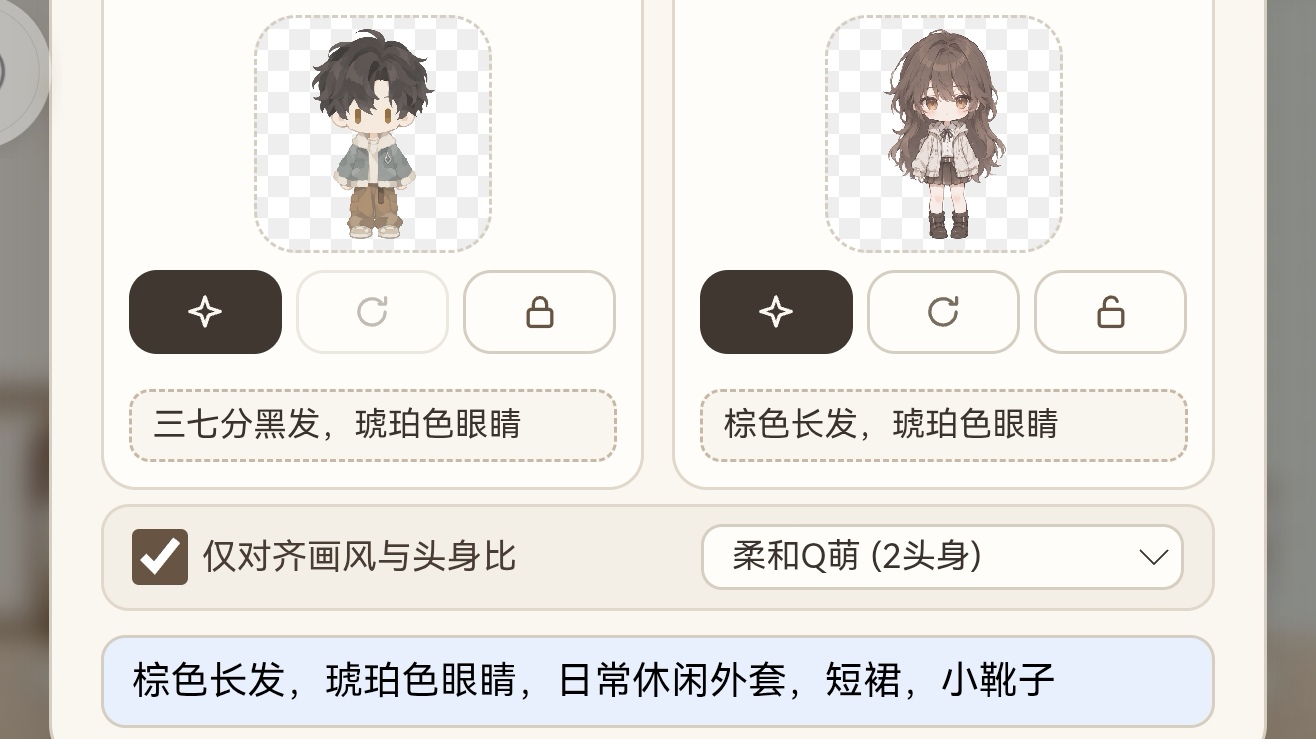 三七分黑发，琥珀色眼睛
棕色长发，琥珀色眼睛
仅对齐画风与头身比
柔和Q萌 (2头身)
棕色长发，琥珀色眼睛，日常休闲外套，短裙，小靴子